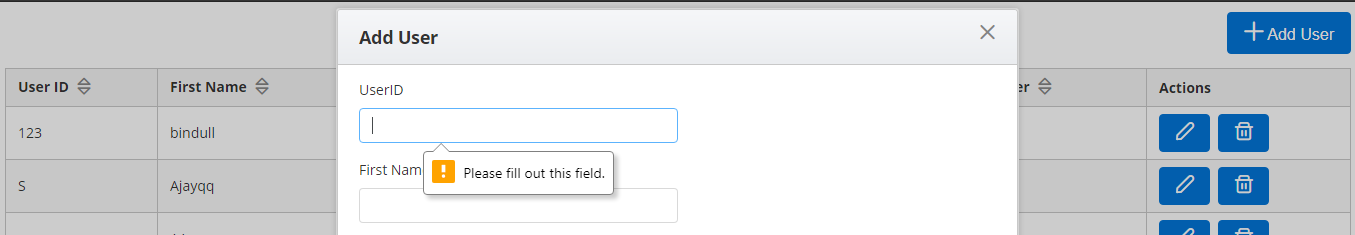 Add User
Add User
User ID First Name er Actions
UserID
123 bindull
Please fill out this field.
First Nam
S Ajayqq